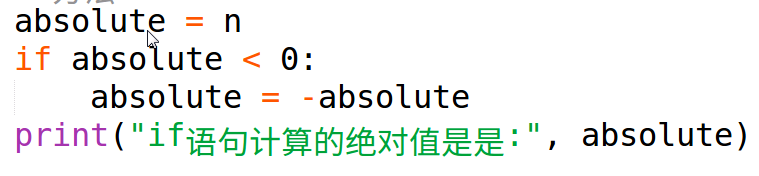 absolute = n
if absolute < 0:
    absolute = -absolute
print("if语句计算的绝对值是是:", absolute)